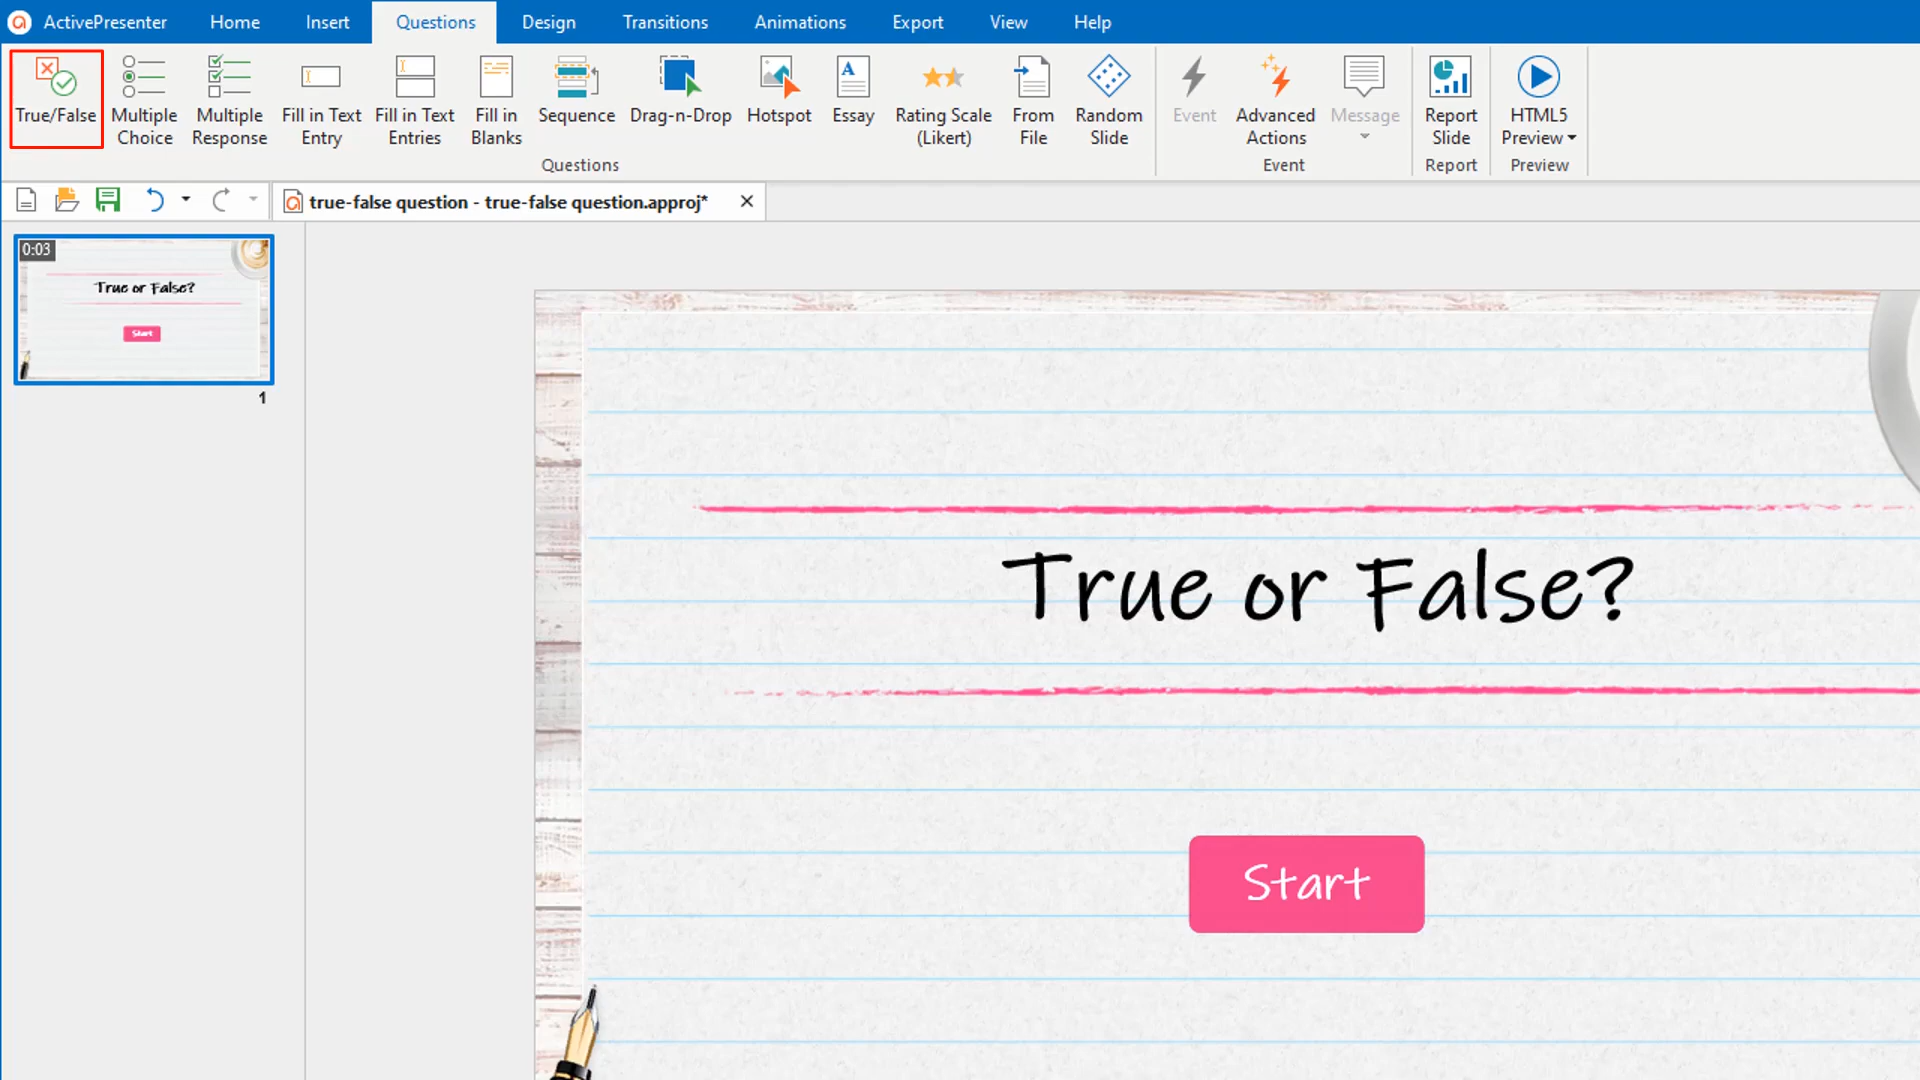 ActivePresenter Home Insert Questions Design Transitions Animations Export View Help
True/False Multiple Choice Multiple Response Fill in Text Entry Fill in Text Entries Fill in Blanks Sequence Drag-n-Drop Hotspot Essay Rating Scale (Likert) From File Random Slide Event Advanced Actions Message Report Slide HTML5 Preview
Questions Event Report Preview
true-false question - true-false question.approj*
0:03
True or False?
Start
1
True or False?
Start